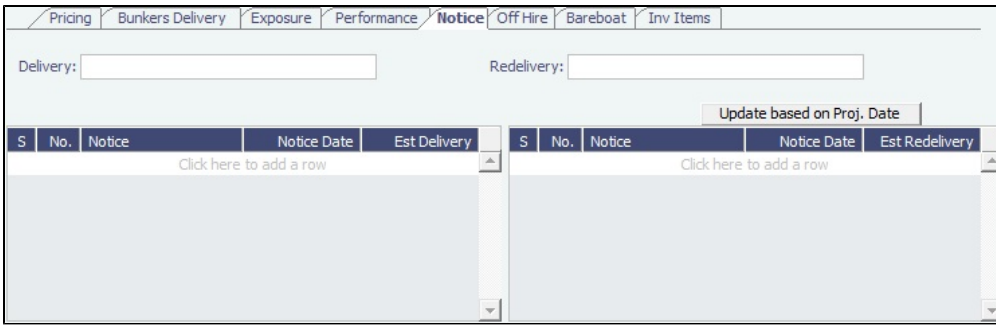 Pricing Bunkers Delivery Exposure Performance Notice Off Hire Bareboat Inv Items
Delivery: Redelivery:
Update based on Proj. Date
S No. Notice Notice Date Est Delivery S No. Notice Notice Date Est Redelivery
Click here to add a row Click here to add a row